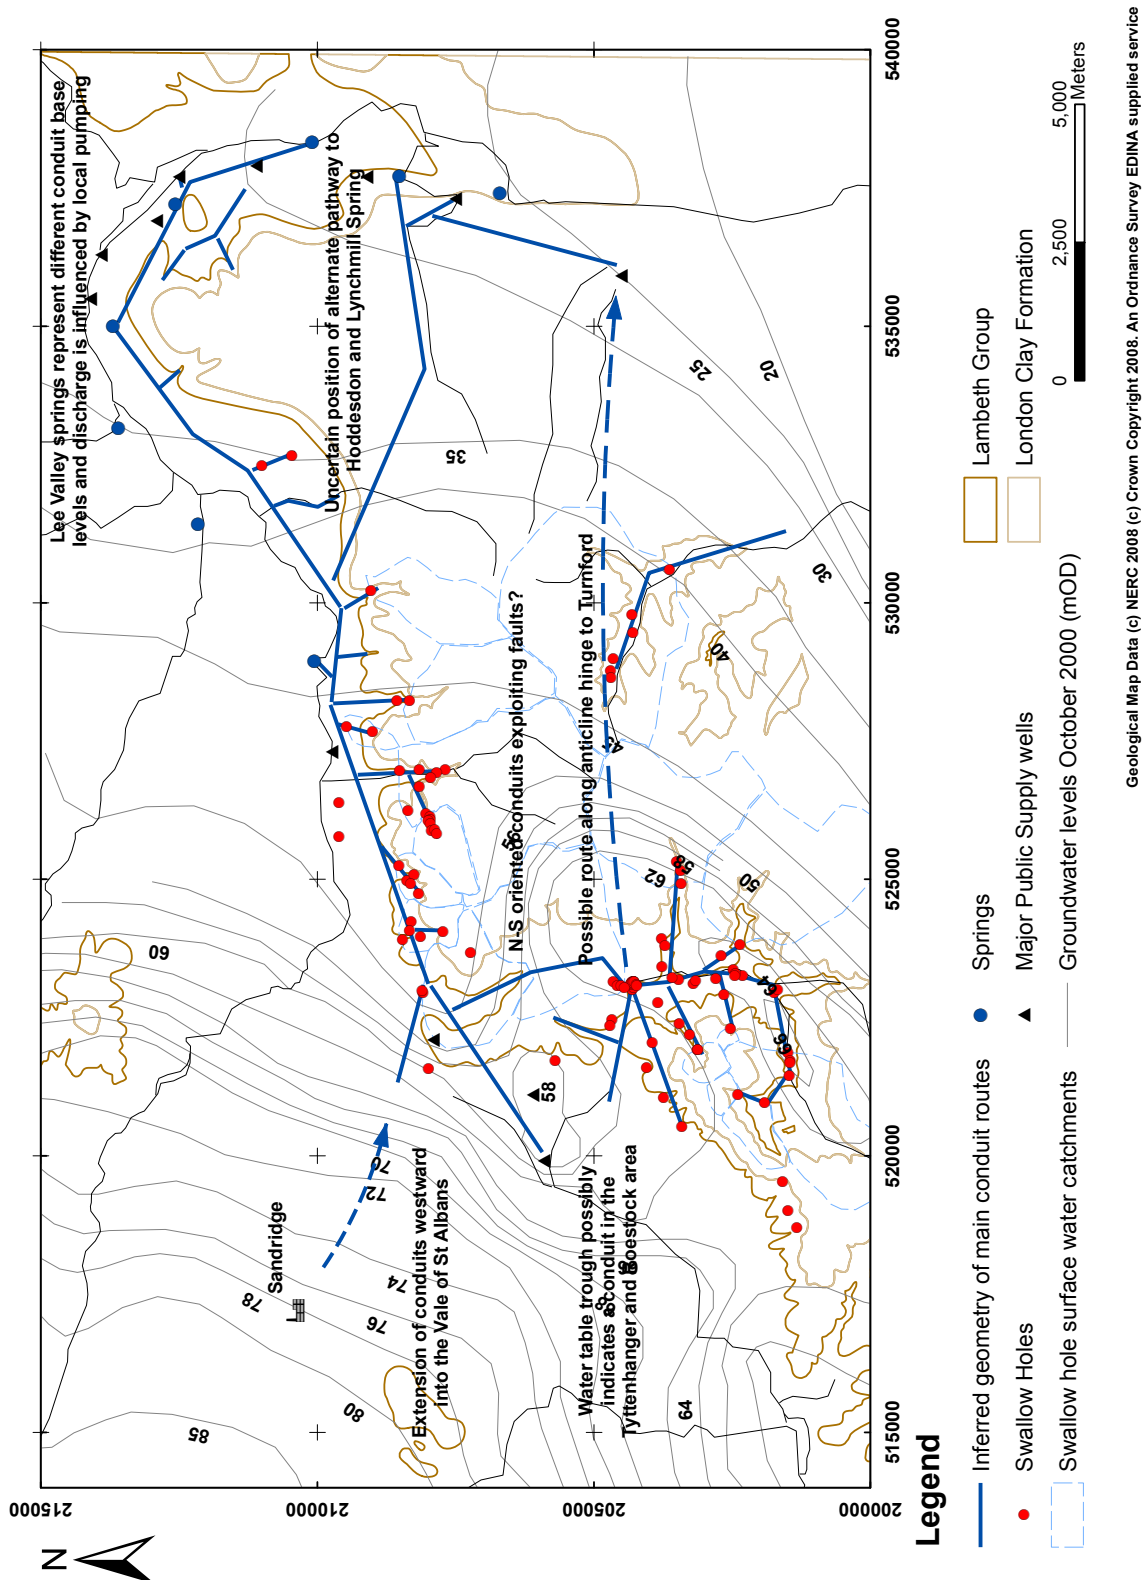 N
215000
210000
205000
200000
515000
520000
525000
530000
535000
540000
Lee Valley springs represent different conduit base
levels and discharge is influenced by local pumping
Uncertain position of alternate pathway to
Hoddesdon and Lynchmill Spring
N-S oriented conduits exploiting faults?
Possible route along anticline hinge to Turnford
Sandridge
Extension of conduits westward
into the Vale of St Albans
Water table trough possibly
indicates a conduit in the
Tyttenhanger and Roestock area
85
80
78
76
74
72
70
60
58
64
35
25
20
30
40
45
56
62
58
50
64
66
Legend
Inferred geometry of main conduit routes
Swallow Holes
Swallow hole surface water catchments
Springs
Major Public Supply wells
Groundwater levels October 2000 (mOD)
Lambeth Group
London Clay Formation
0 2,500 5,000
Meters
Geological Map Data (c) NERC 2008 (c) Crown Copyright 2008. An Ordnance Survey EDINA supplied service